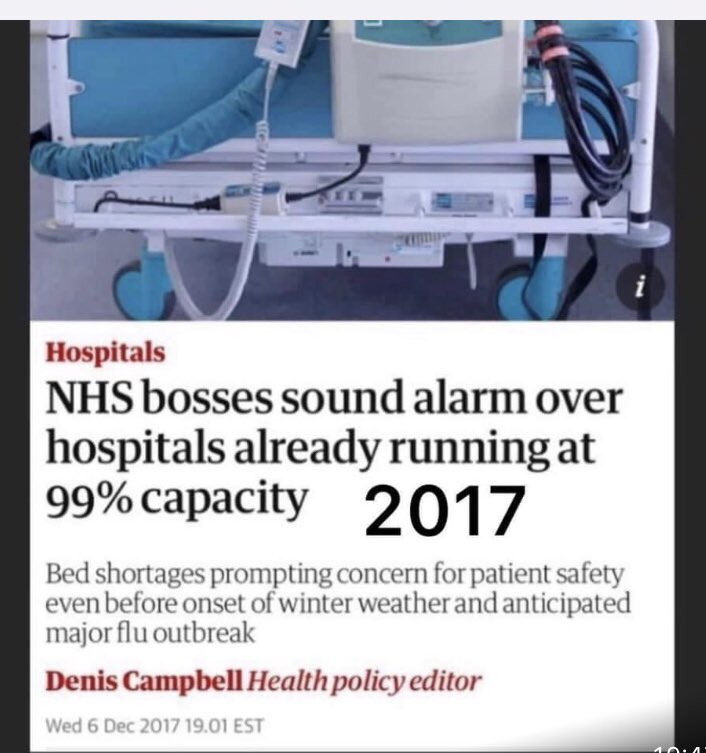 i
Hospitals
NHS bosses sound alarm over
hospitals already running at
99% capacity 2017
Bed shortages prompting concern for patient safety
even before onset of winter weather and anticipated
major flu outbreak
Denis Campbell Health policy editor
Wed 6 Dec 2017 19.01 EST